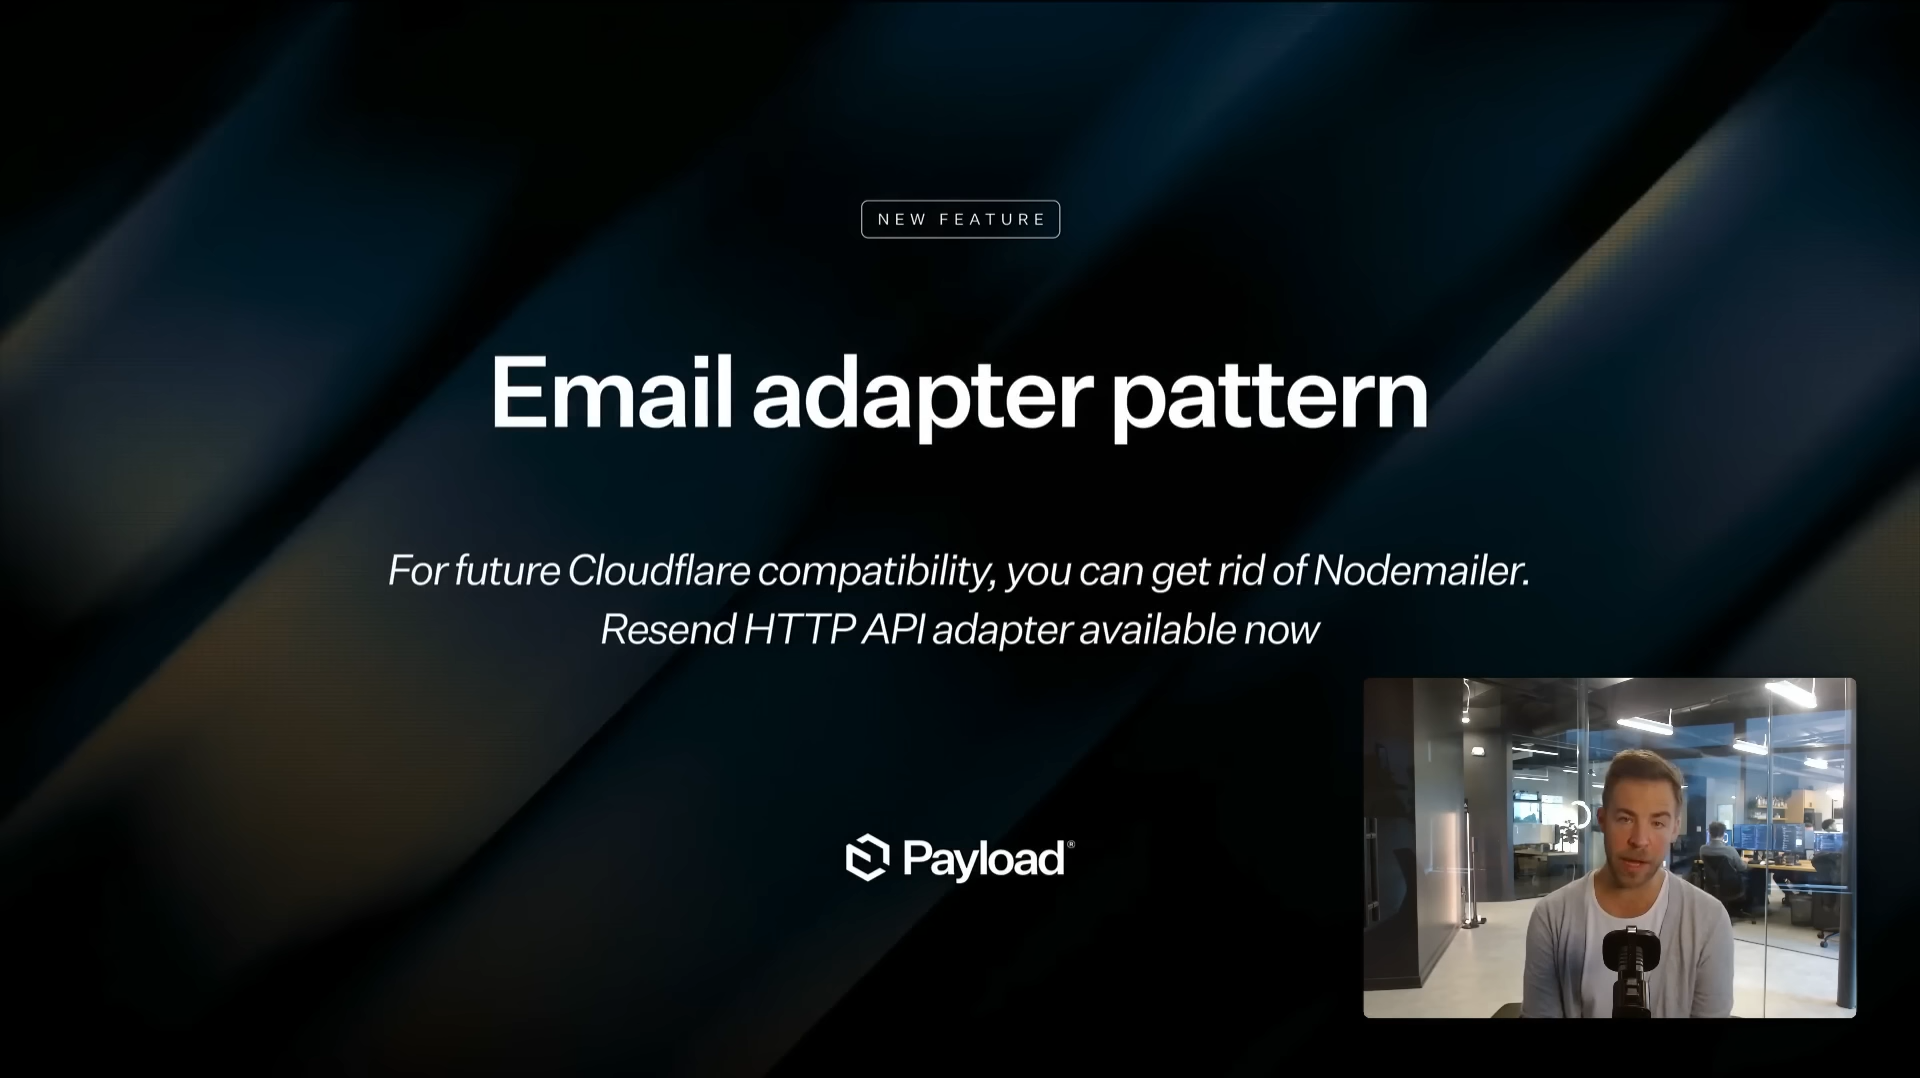 NEW FEATURE
Email adapter pattern
For future Cloudflare compatibility, you can get rid of Nodemailer.
Resend HTTP API adapter available now
Payload®